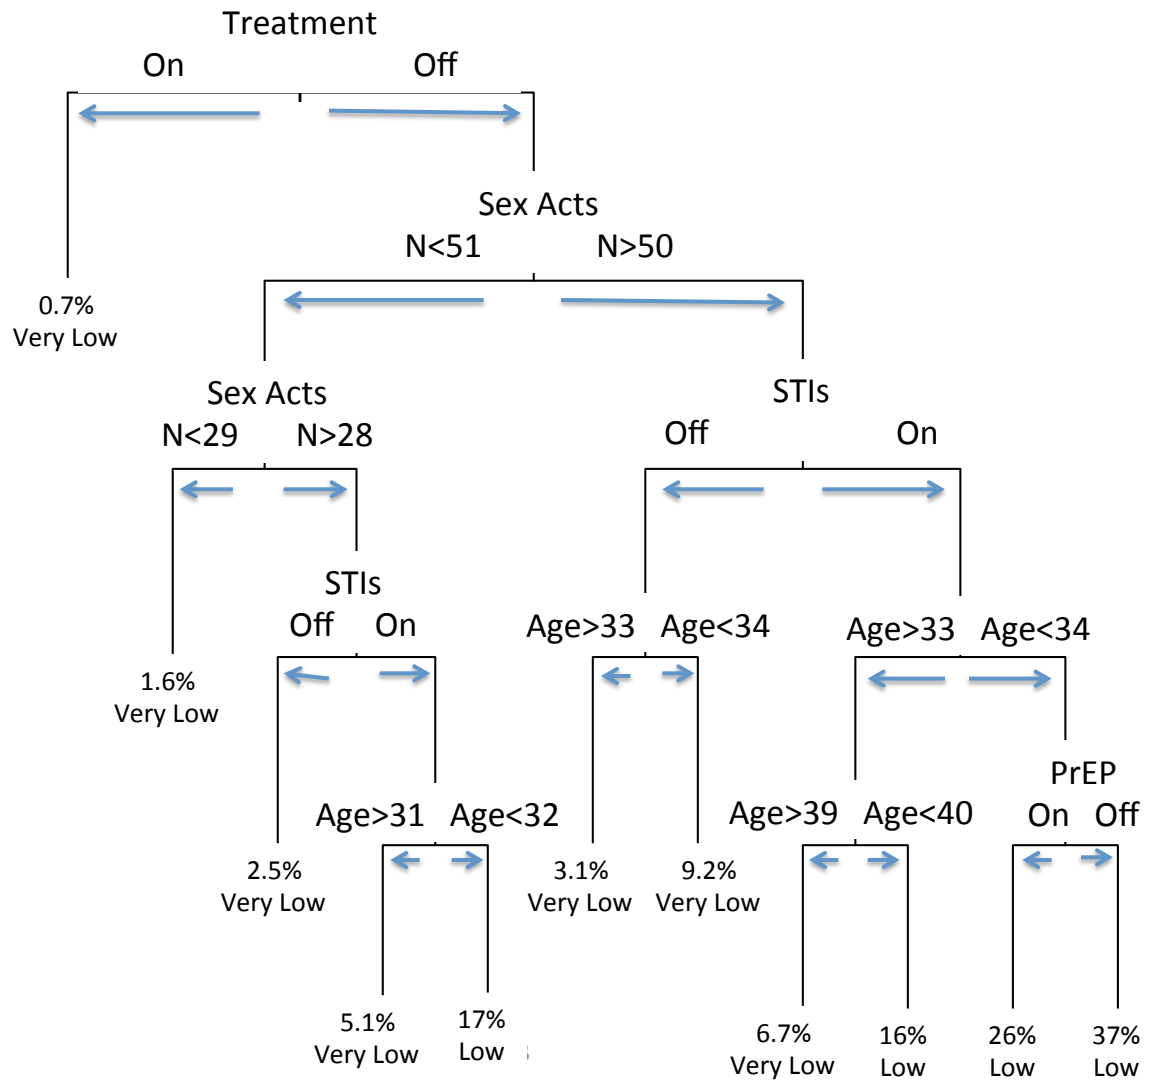 Treatment
On Off
Sex Acts
N<51 N>50
0.7%
Very Low
Sex Acts
N<29 N>28
STIs
Off On
STIs
Off On
1.6%
Very Low
Age>33 Age<34
Age>33 Age<34
2.5%
Very Low
Age>31 Age<32
3.1%
Very Low
9.2%
Very Low
Age>39 Age<40
PrEP
On Off
5.1%
Very Low
17%
Low
6.7%
Very Low
16%
Low
26%
Low
37%
Low